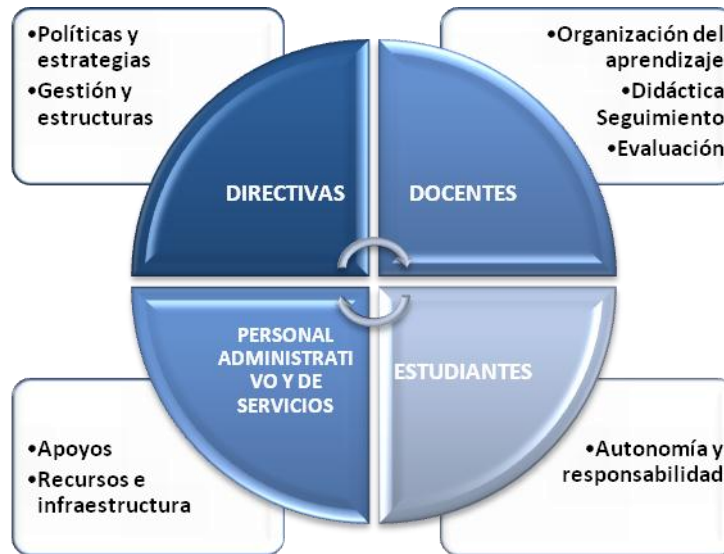 •Políticas y
estrategias
•Gestión y
estructuras
•Organización del
aprendizaje
•Didáctica
Seguimiento
•Evaluación
DIRECTIVAS
DOCENTES
PERSONAL
ADMINISTRATI
VO Y DE
SERVICIOS
ESTUDIANTES
•Apoyos
•Recursos e
infraestructura
•Autonomía y
responsabilidad